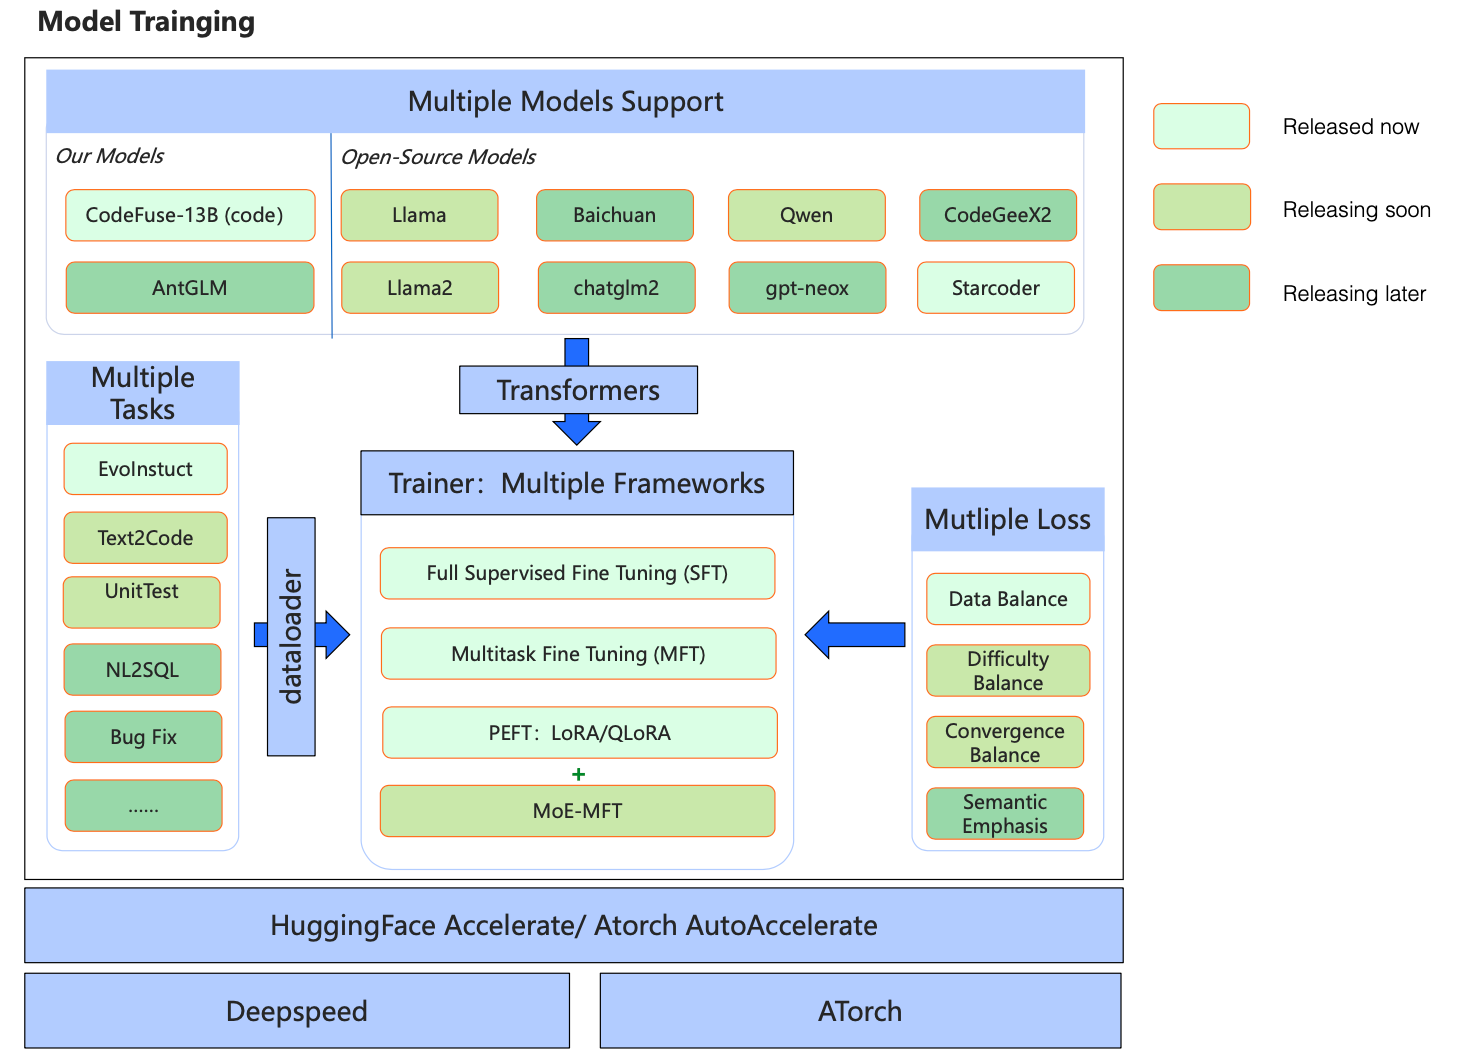 Model Trainging
Multiple Models Support
Our Models
Open-Source Models
CodeFuse-13B (code)
Llama
Baichuan
Qwen
CodeGeeX2
AntGLM
Llama2
chatglm2
gpt-neox
Starcoder
Released now
Releasing soon
Releasing later
Transformers
Multiple
Tasks
EvoInstuct
Text2Code
UnitTest
NL2SQL
Bug Fix
......
dataloader
Trainer：Multiple Frameworks
Full Supervised Fine Tuning (SFT)
Multitask Fine Tuning (MFT)
PEFT：LoRA/QLoRA
+
MoE-MFT
Mutliple Loss
Data Balance
Difficulty
Balance
Convergence
Balance
Semantic
Emphasis
HuggingFace Accelerate/ Atorch AutoAccelerate
Deepspeed
ATorch